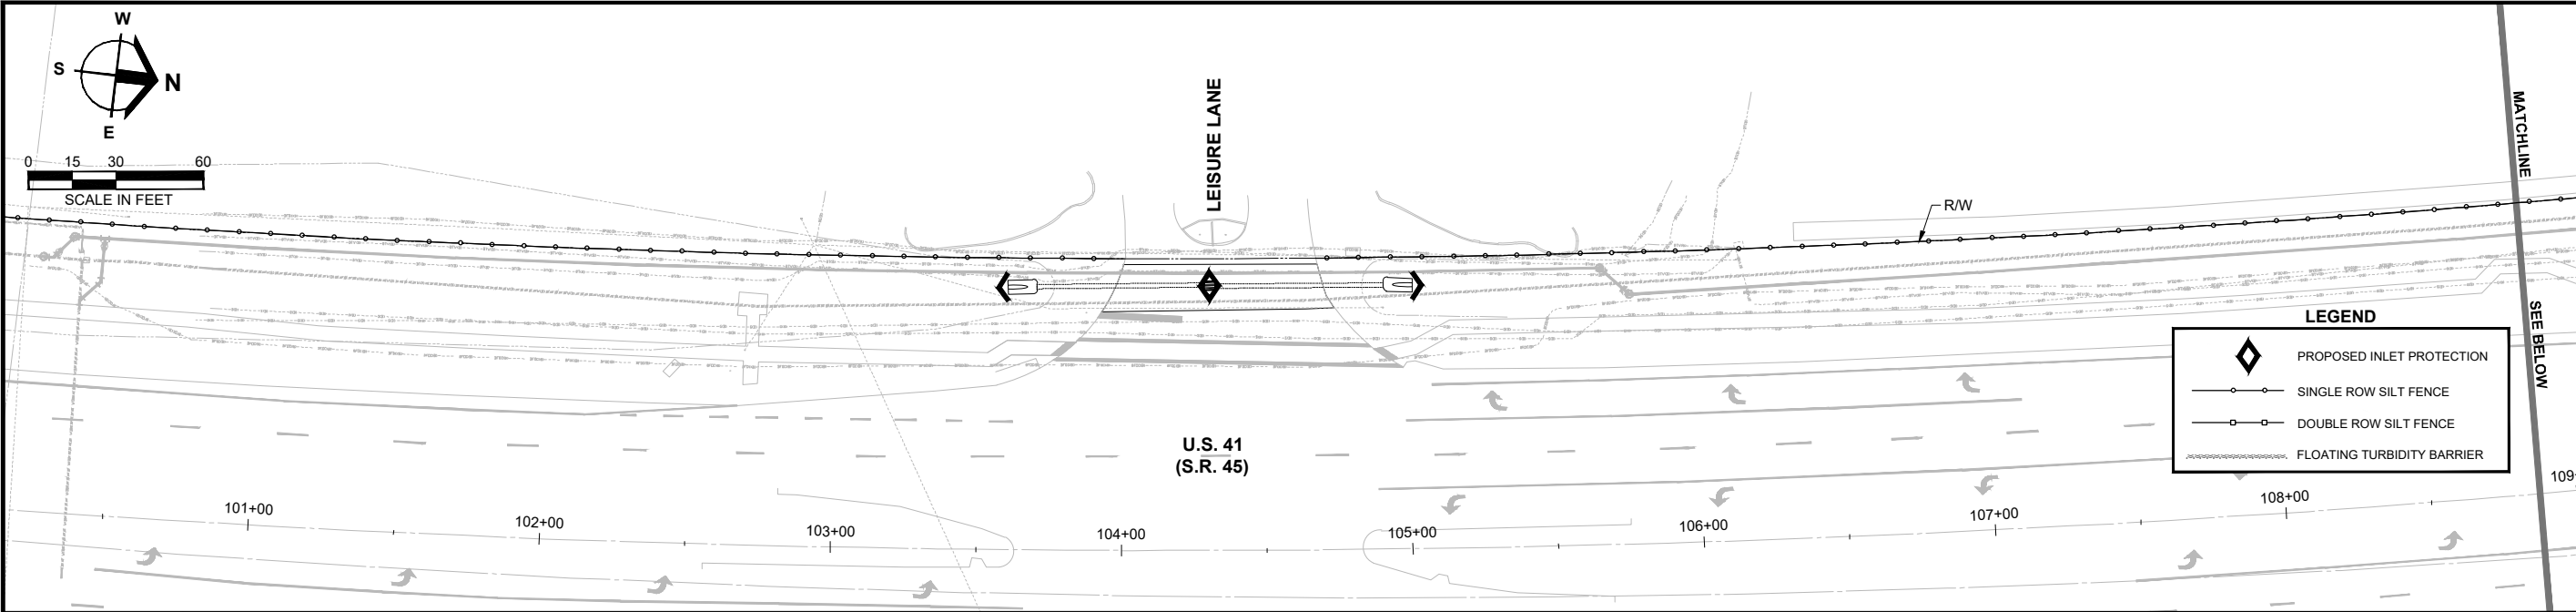 W
S
N
E
0 15 30 60
SCALE IN FEET
LEISURE LANE
R/W
MATCHLINE
SEE BELOW
LEGEND
PROPOSED INLET PROTECTION
SINGLE ROW SILT FENCE
DOUBLE ROW SILT FENCE
FLOATING TURBIDITY BARRIER
U.S. 41
(S.R. 45)
101+00
102+00
103+00
104+00
105+00
106+00
107+00
108+00
109+